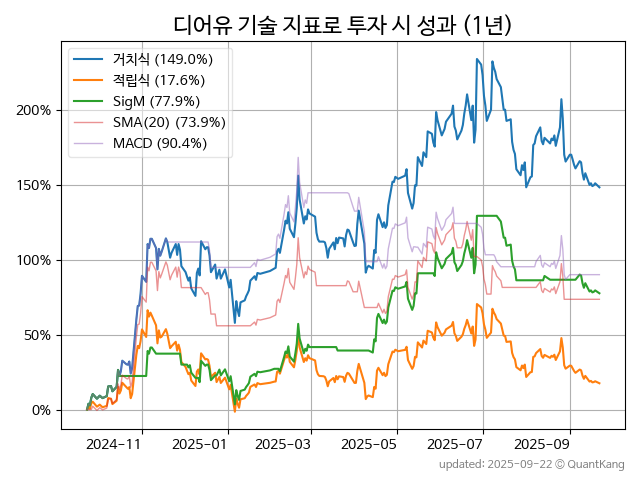 디어유 기술 지표로 투자 시 성과 (1년)
거치식 (149.0%)
적립식 (17.6%)
SigM (77.9%)
SMA(20) (73.9%)
MACD (90.4%)
200%
150%
100%
50%
0%
2024-11 2025-01 2025-03 2025-05 2025-07 2025-09
updated: 2025-09-22 © QuantKang